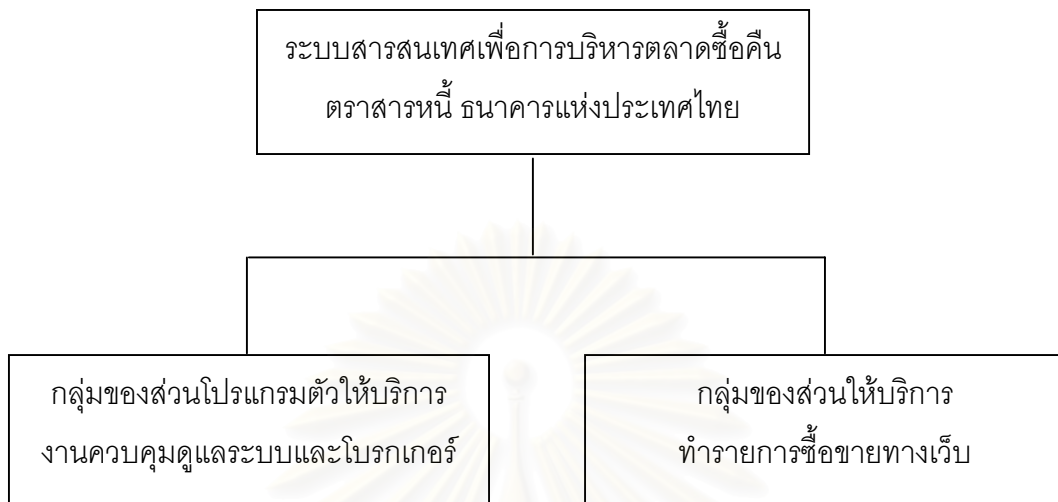 ระบบสารสนเทศเพื่อการบริหารตลาดซื้อคืน
ตราสารหนี้ ธนาคารแห่งประเทศไทย
กลุ่มของส่วนโปรแกรมตัวให้บริการ
งานควบคุมดูแลระบบและโบรกเกอร์
กลุ่มของส่วนให้บริการ
ทำรายการซื้อขายทางเว็บ